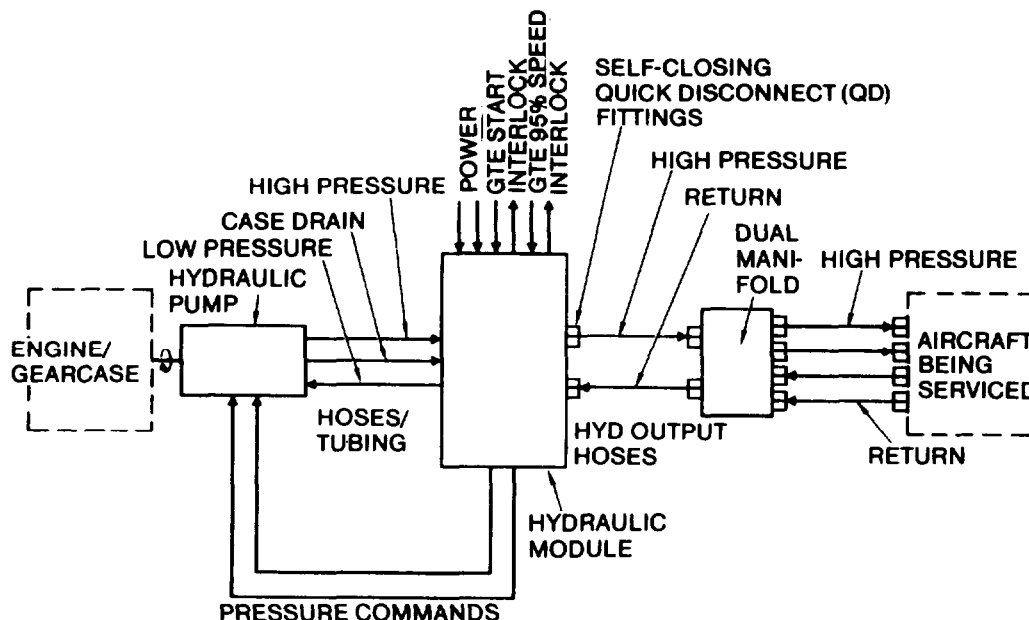 POWER
GTE START
INTERLOCK
GTE 95% SPEED
INTERLOCK
SELF-CLOSING
QUICK DISCONNECT (QD)
FITTINGS
HIGH PRESSURE
RETURN
HIGH PRESSURE
CASE DRAIN
LOW PRESSURE
HYDRAULIC
PUMP
DUAL
MANI-
FOLD
HIGH PRESSURE
ENGINE/
GEARCASE
AIRCRAFT
BEING
SERVICED
HOSES/
TUBING
HYD OUTPUT
HOSES
RETURN
HYDRAULIC
MODULE
PRESSURE COMMANDS